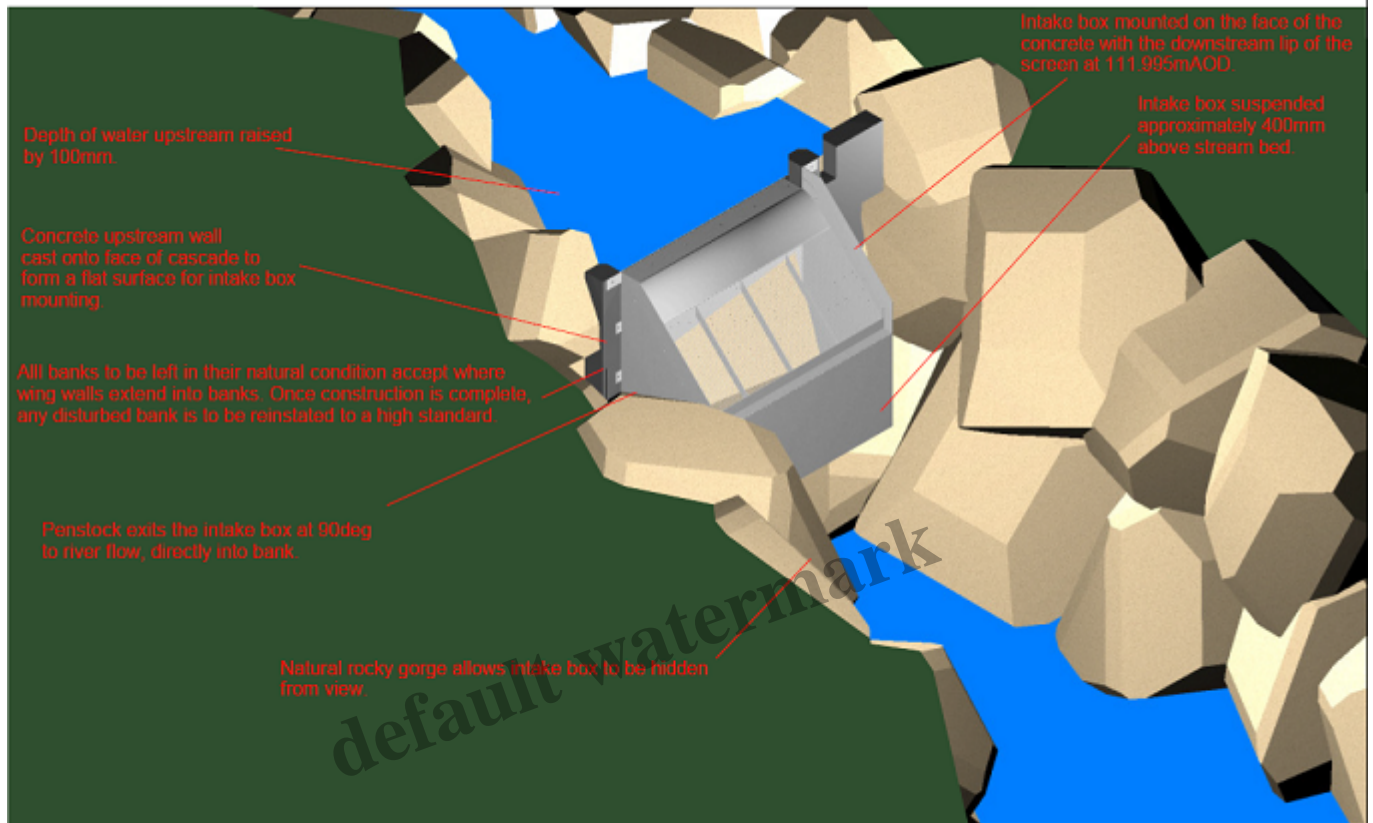 Intake box mounted on the face of the
concrete with the downstream lip of the
screen at 111.995mAOD.
Intake box suspended
approximately 400mm
above stream bed.
Depth of water upstream raised
by 100mm.
Concrete upstream wall
cast onto face of cascade to
form a flat surface for intake box
mounting.
Alll banks to be left in their natural condition accept where
wing walls extend into banks. Once construction is complete,
any disturbed bank is to be reinstated to a high standard.
Penstock exits the intake box at 90deg
to river flow, directly into bank.
Natural rocky gorge allows intake box to be hidden
from view.
default watermark